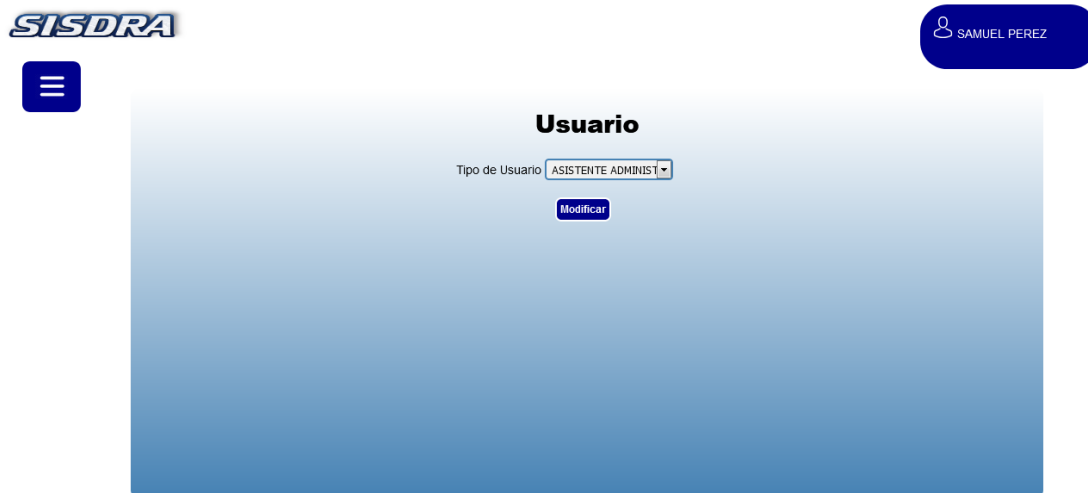 SISDRA
SAMUEL PEREZ
Usuario
Tipo de Usuario ASISTENTE ADMINIST
Modificar